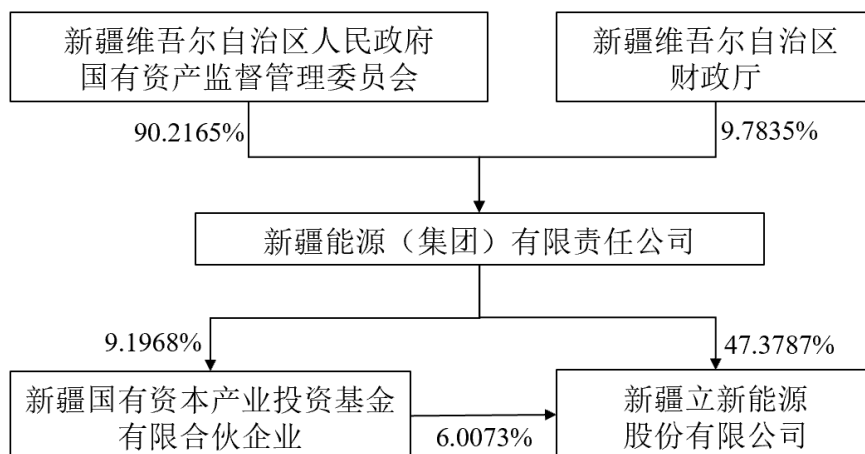 新疆维吾尔自治区人民政府
国有资产监督管理委员会
新疆维吾尔自治区
财政厅
90.2165%
9.7835%
新疆能源（集团）有限责任公司
9.1968%
47.3787%
新疆国有资本产业投资基金
有限合伙企业
6.0073%
新疆立新能源
股份有限公司